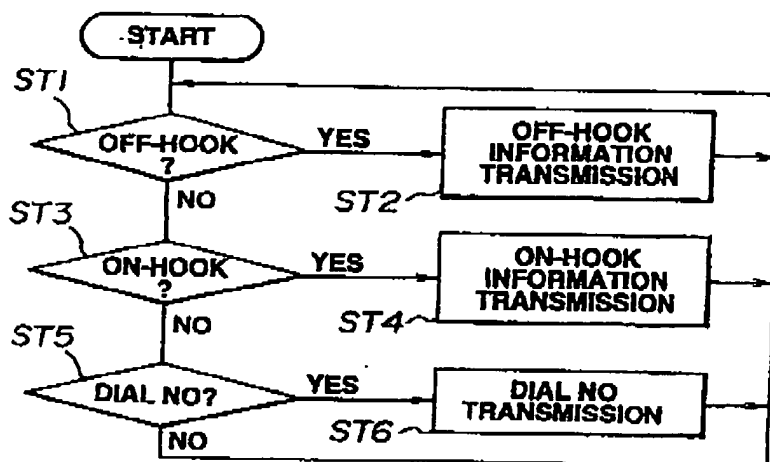 START
ST1
OFF-HOOK
?
YES
OFF-HOOK
INFORMATION
TRANSMISSION
ST2
NO
ST3
ON-HOOK
?
YES
ON-HOOK
INFORMATION
TRANSMISSION
ST4
NO
ST5
DIAL NO?
YES
DIAL NO
TRANSMISSION
ST6
NO